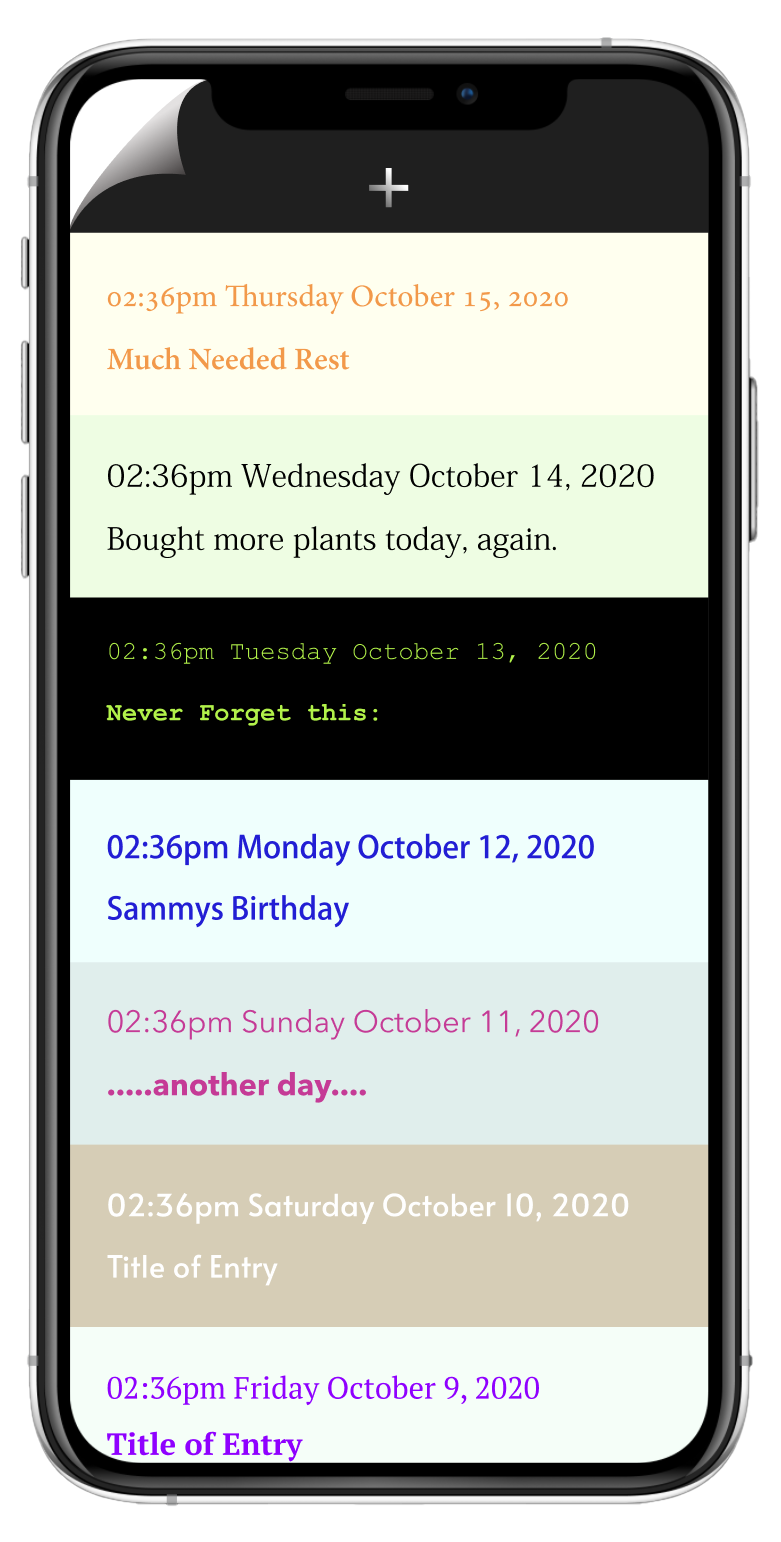 02:36pm Thursday October 15, 2020
Much Needed Rest
02:36pm Wednesday October 14, 2020
Bought more plants today, again.
02:36pm Tuesday October 13, 2020
Never Forget this:
02:36pm Monday October 12, 2020
Sammys Birthday
02:36pm Sunday October 11, 2020
.....another day....
02:36pm Saturday October 10, 2020
Title of Entry
02:36pm Friday October 9, 2020
Title of Entry